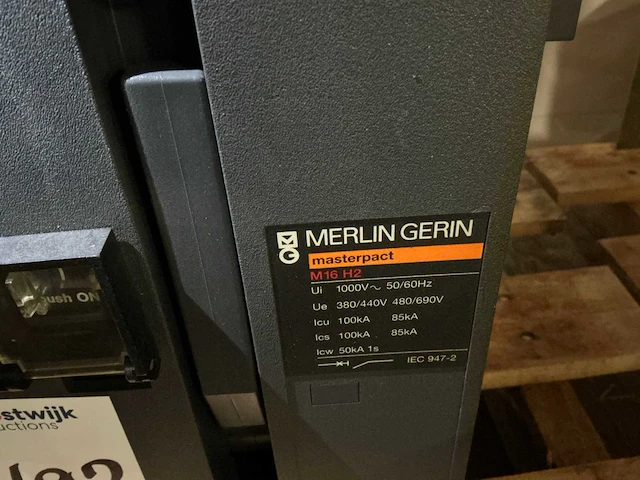 MERLIN GERIN
masterpact
M16 H2
Ui 1000V~ 50/60Hz
Ue 380/440V 480/690V
Icu 100kA 85kA
Ics 100kA 85kA
Icw 50kA 1s
IEC 947-2
push ON
stwijk
uctions